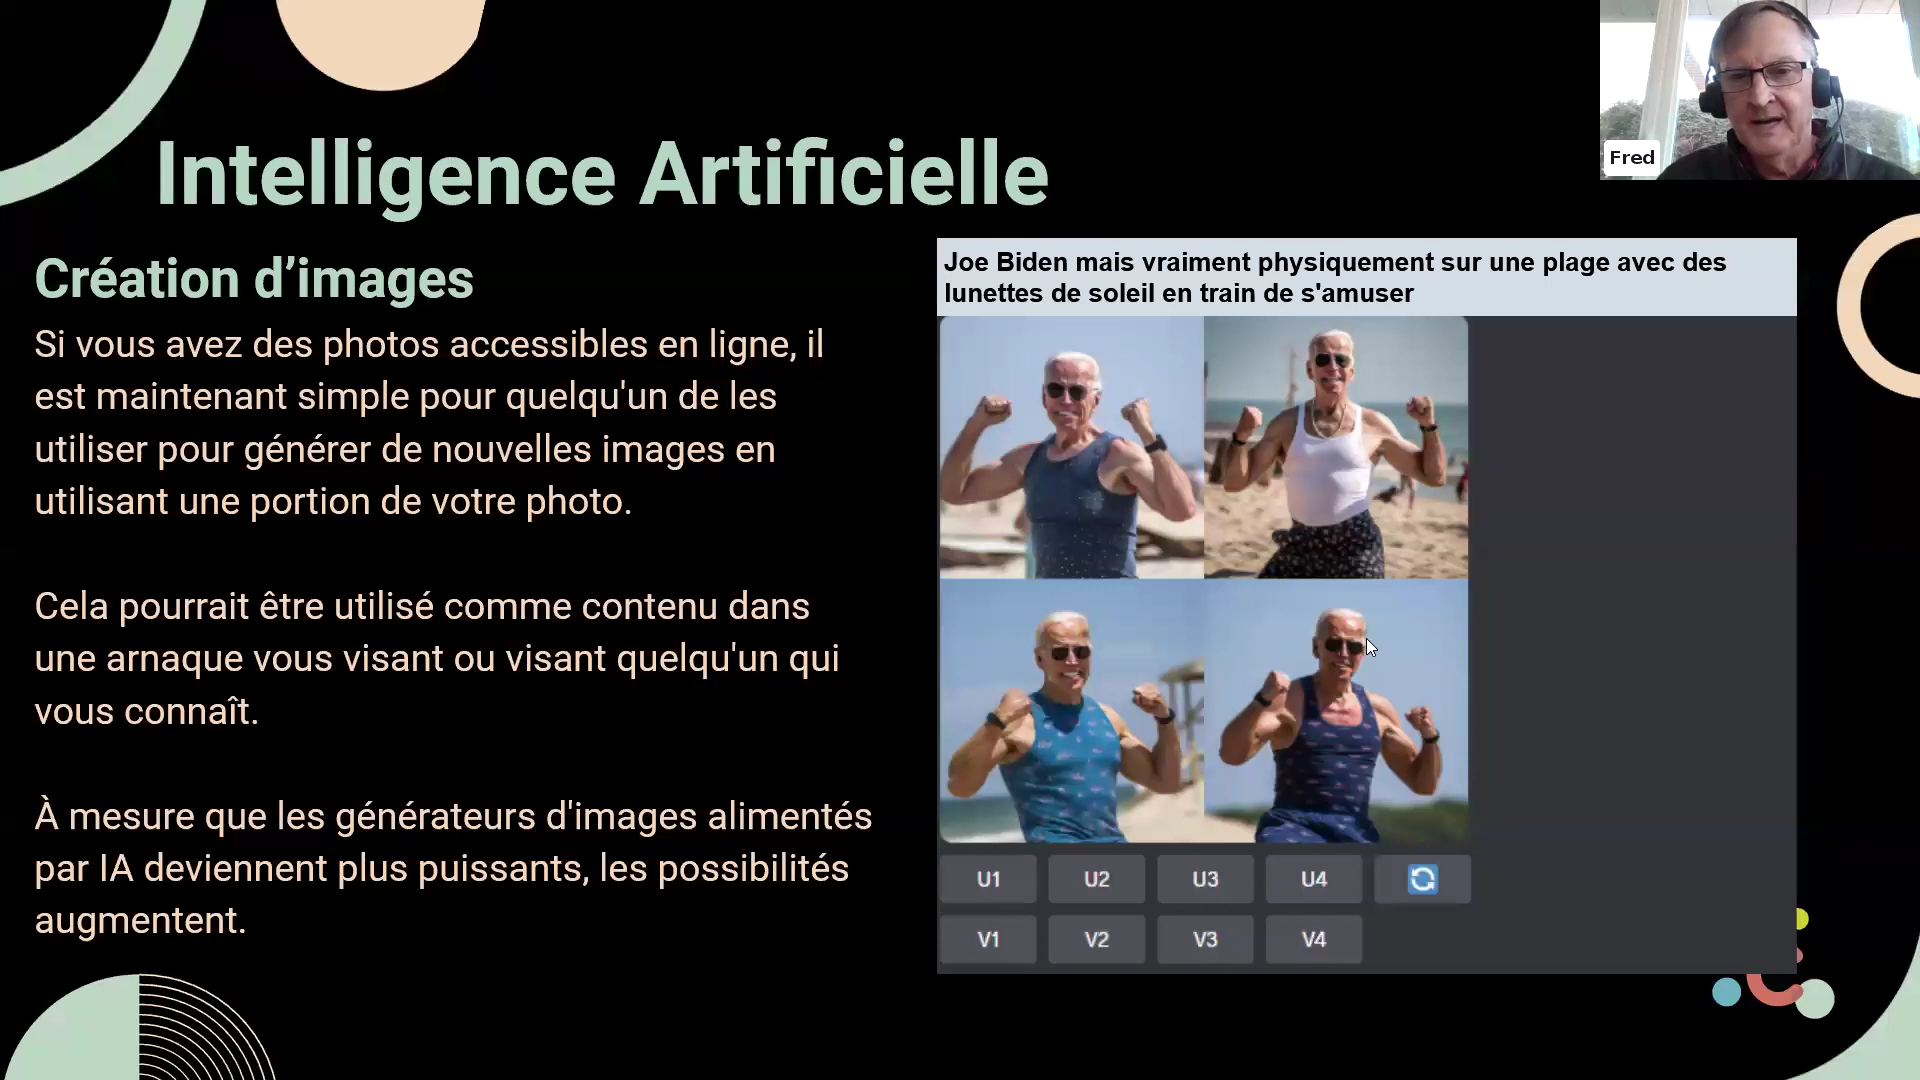 Intelligence Artificielle
Fred
Création d’images
Si vous avez des photos accessibles en ligne, il
est maintenant simple pour quelqu'un de les
utiliser pour générer de nouvelles images en
utilisant une portion de votre photo.
Cela pourrait être utilisé comme contenu dans
une arnaque vous visant ou visant quelqu'un qui
vous connaît.
À mesure que les générateurs d'images alimentés
par IA deviennent plus puissants, les possibilités
augmentent.
Joe Biden mais vraiment physiquement sur une plage avec des
lunettes de soleil en train de s'amuser
U1 U2 U3 U4
V1 V2 V3 V4